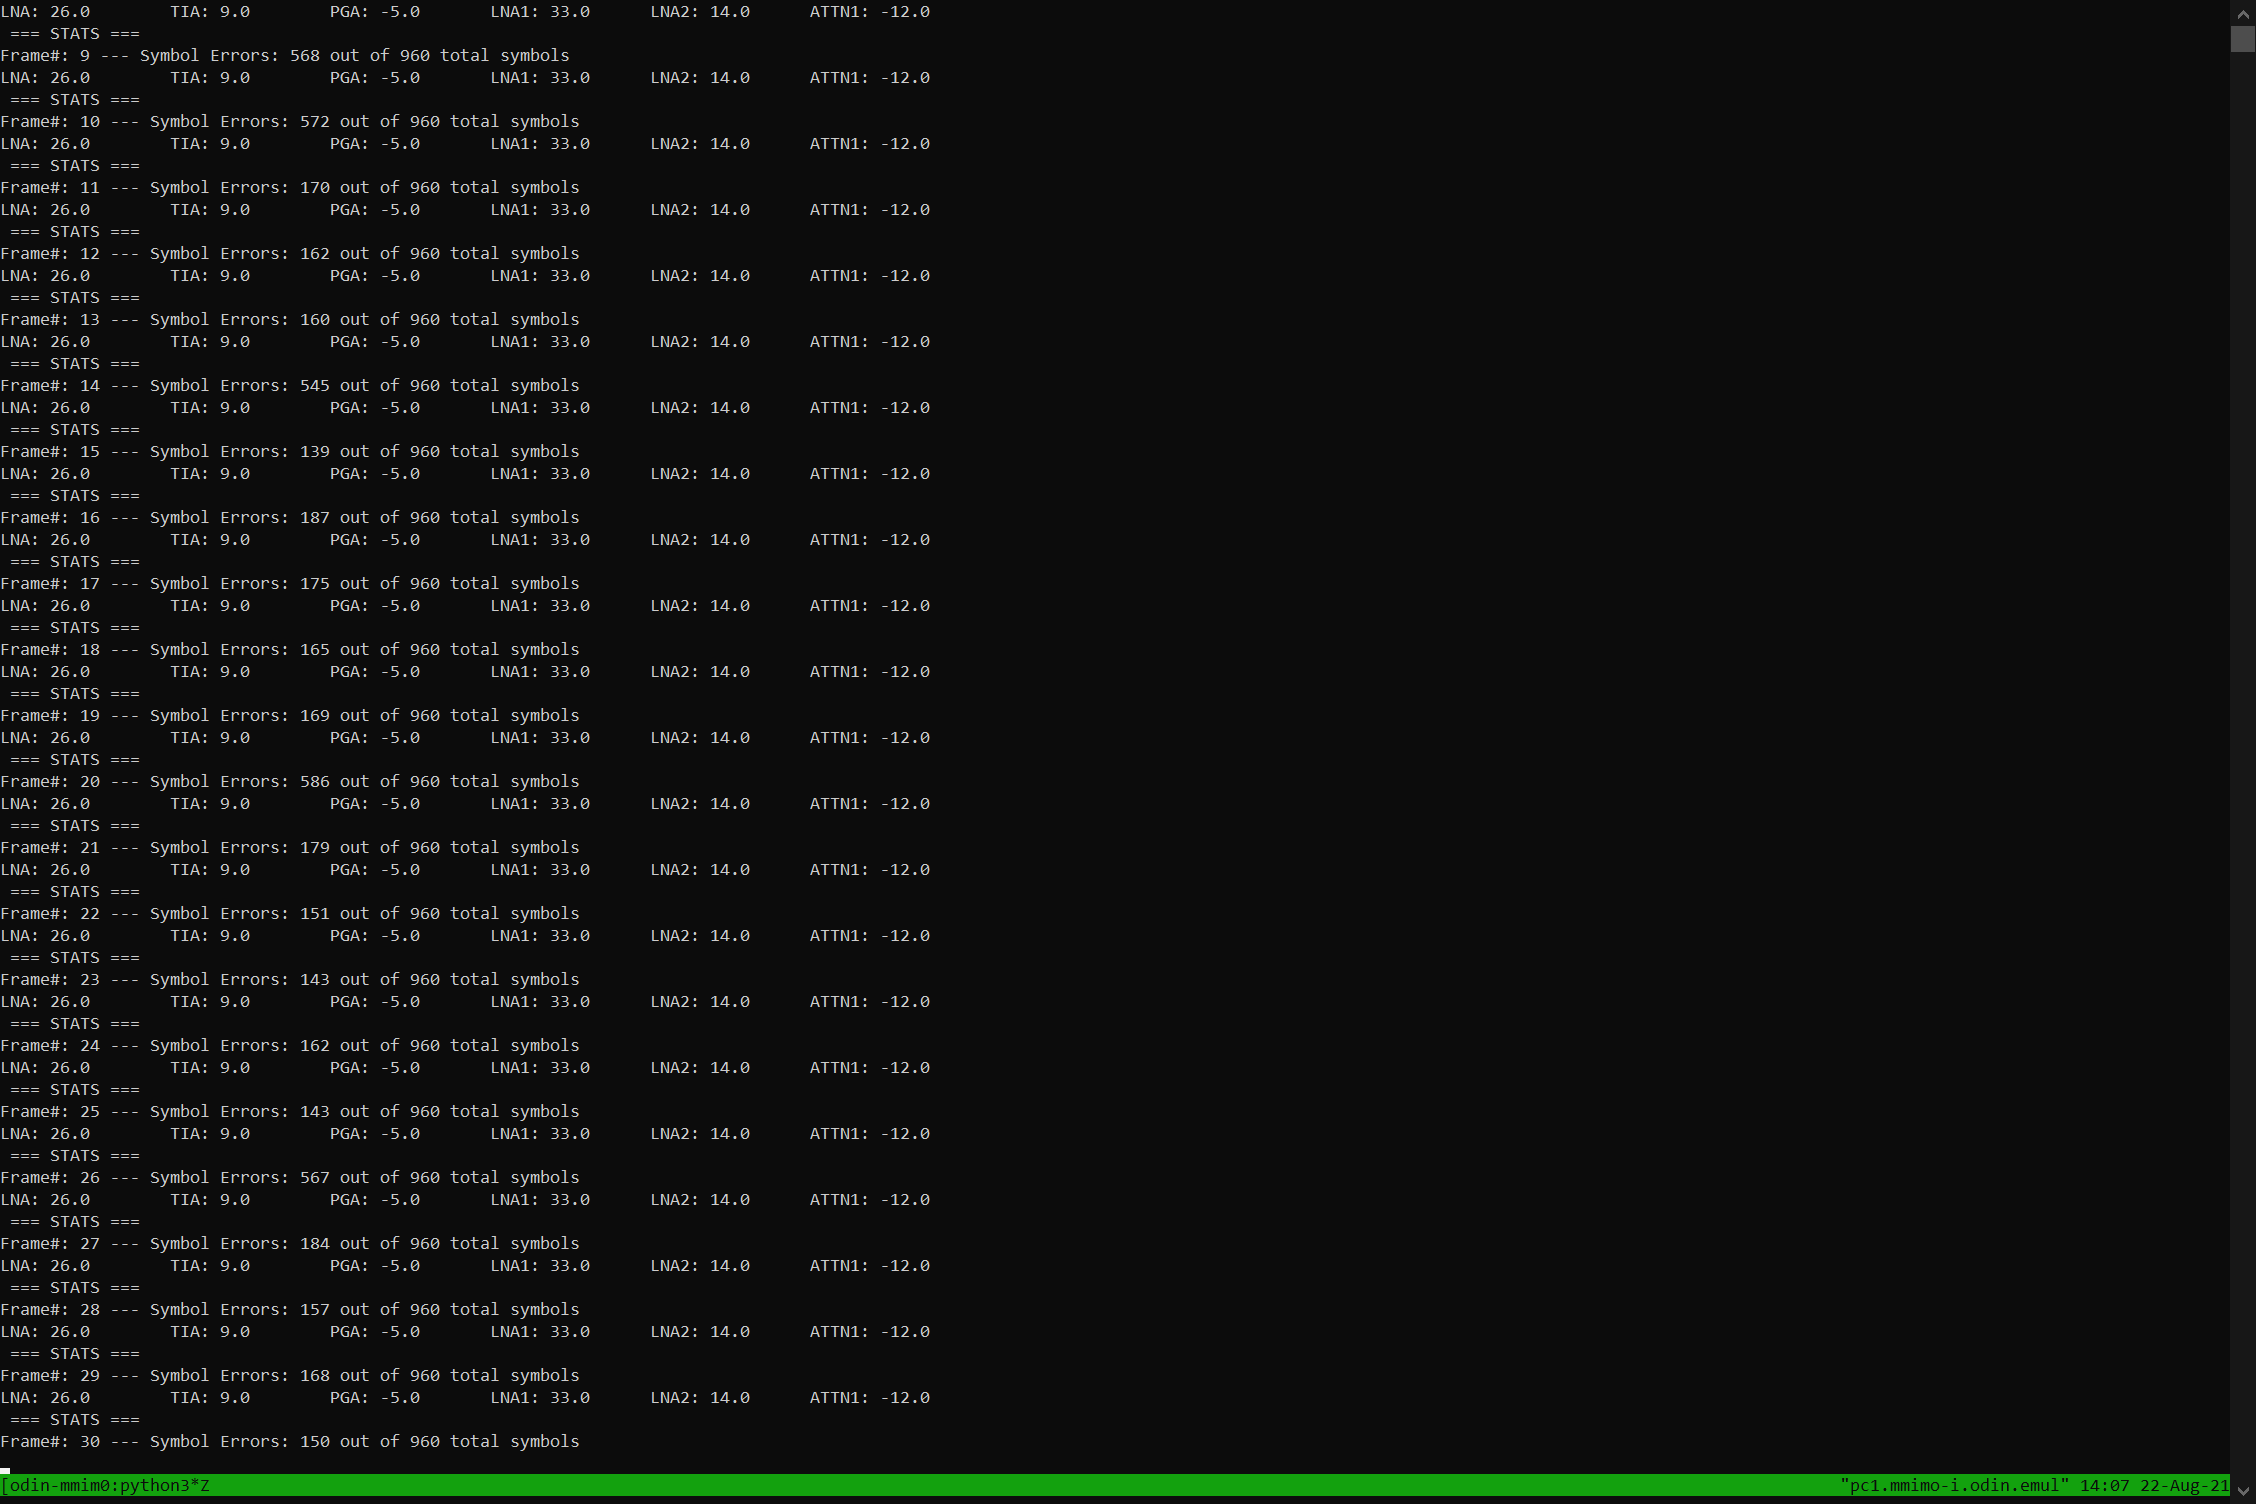 LNA: 26.0        TIA: 9.0        PGA: -5.0       LNA1: 33.0      LNA2: 14.0      ATTN1: -12.0
 === STATS ===
Frame#: 9 --- Symbol Errors: 568 out of 960 total symbols
LNA: 26.0        TIA: 9.0        PGA: -5.0       LNA1: 33.0      LNA2: 14.0      ATTN1: -12.0
 === STATS ===
Frame#: 10 --- Symbol Errors: 572 out of 960 total symbols
LNA: 26.0        TIA: 9.0        PGA: -5.0       LNA1: 33.0      LNA2: 14.0      ATTN1: -12.0
 === STATS ===
Frame#: 11 --- Symbol Errors: 170 out of 960 total symbols
LNA: 26.0        TIA: 9.0        PGA: -5.0       LNA1: 33.0      LNA2: 14.0      ATTN1: -12.0
 === STATS ===
Frame#: 12 --- Symbol Errors: 162 out of 960 total symbols
LNA: 26.0        TIA: 9.0        PGA: -5.0       LNA1: 33.0      LNA2: 14.0      ATTN1: -12.0
 === STATS ===
Frame#: 13 --- Symbol Errors: 160 out of 960 total symbols
LNA: 26.0        TIA: 9.0        PGA: -5.0       LNA1: 33.0      LNA2: 14.0      ATTN1: -12.0
 === STATS ===
Frame#: 14 --- Symbol Errors: 545 out of 960 total symbols
LNA: 26.0        TIA: 9.0        PGA: -5.0       LNA1: 33.0      LNA2: 14.0      ATTN1: -12.0
 === STATS ===
Frame#: 15 --- Symbol Errors: 139 out of 960 total symbols
LNA: 26.0        TIA: 9.0        PGA: -5.0       LNA1: 33.0      LNA2: 14.0      ATTN1: -12.0
 === STATS ===
Frame#: 16 --- Symbol Errors: 187 out of 960 total symbols
LNA: 26.0        TIA: 9.0        PGA: -5.0       LNA1: 33.0      LNA2: 14.0      ATTN1: -12.0
 === STATS ===
Frame#: 17 --- Symbol Errors: 175 out of 960 total symbols
LNA: 26.0        TIA: 9.0        PGA: -5.0       LNA1: 33.0      LNA2: 14.0      ATTN1: -12.0
 === STATS ===
Frame#: 18 --- Symbol Errors: 165 out of 960 total symbols
LNA: 26.0        TIA: 9.0        PGA: -5.0       LNA1: 33.0      LNA2: 14.0      ATTN1: -12.0
 === STATS ===
Frame#: 19 --- Symbol Errors: 169 out of 960 total symbols
LNA: 26.0        TIA: 9.0        PGA: -5.0       LNA1: 33.0      LNA2: 14.0      ATTN1: -12.0
 === STATS ===
Frame#: 20 --- Symbol Errors: 586 out of 960 total symbols
LNA: 26.0        TIA: 9.0        PGA: -5.0       LNA1: 33.0      LNA2: 14.0      ATTN1: -12.0
 === STATS ===
Frame#: 21 --- Symbol Errors: 179 out of 960 total symbols
LNA: 26.0        TIA: 9.0        PGA: -5.0       LNA1: 33.0      LNA2: 14.0      ATTN1: -12.0
 === STATS ===
Frame#: 22 --- Symbol Errors: 151 out of 960 total symbols
LNA: 26.0        TIA: 9.0        PGA: -5.0       LNA1: 33.0      LNA2: 14.0      ATTN1: -12.0
 === STATS ===
Frame#: 23 --- Symbol Errors: 143 out of 960 total symbols
LNA: 26.0        TIA: 9.0        PGA: -5.0       LNA1: 33.0      LNA2: 14.0      ATTN1: -12.0
 === STATS ===
Frame#: 24 --- Symbol Errors: 162 out of 960 total symbols
LNA: 26.0        TIA: 9.0        PGA: -5.0       LNA1: 33.0      LNA2: 14.0      ATTN1: -12.0
 === STATS ===
Frame#: 25 --- Symbol Errors: 143 out of 960 total symbols
LNA: 26.0        TIA: 9.0        PGA: -5.0       LNA1: 33.0      LNA2: 14.0      ATTN1: -12.0
 === STATS ===
Frame#: 26 --- Symbol Errors: 567 out of 960 total symbols
LNA: 26.0        TIA: 9.0        PGA: -5.0       LNA1: 33.0      LNA2: 14.0      ATTN1: -12.0
 === STATS ===
Frame#: 27 --- Symbol Errors: 184 out of 960 total symbols
LNA: 26.0        TIA: 9.0        PGA: -5.0       LNA1: 33.0      LNA2: 14.0      ATTN1: -12.0
 === STATS ===
Frame#: 28 --- Symbol Errors: 157 out of 960 total symbols
LNA: 26.0        TIA: 9.0        PGA: -5.0       LNA1: 33.0      LNA2: 14.0      ATTN1: -12.0
 === STATS ===
Frame#: 29 --- Symbol Errors: 168 out of 960 total symbols
LNA: 26.0        TIA: 9.0        PGA: -5.0       LNA1: 33.0      LNA2: 14.0      ATTN1: -12.0
 === STATS ===
Frame#: 30 --- Symbol Errors: 150 out of 960 total symbols
[odin-mmim0:python3*Z "pc1.mmimo-i.odin.emul" 14:07 22-Aug-21